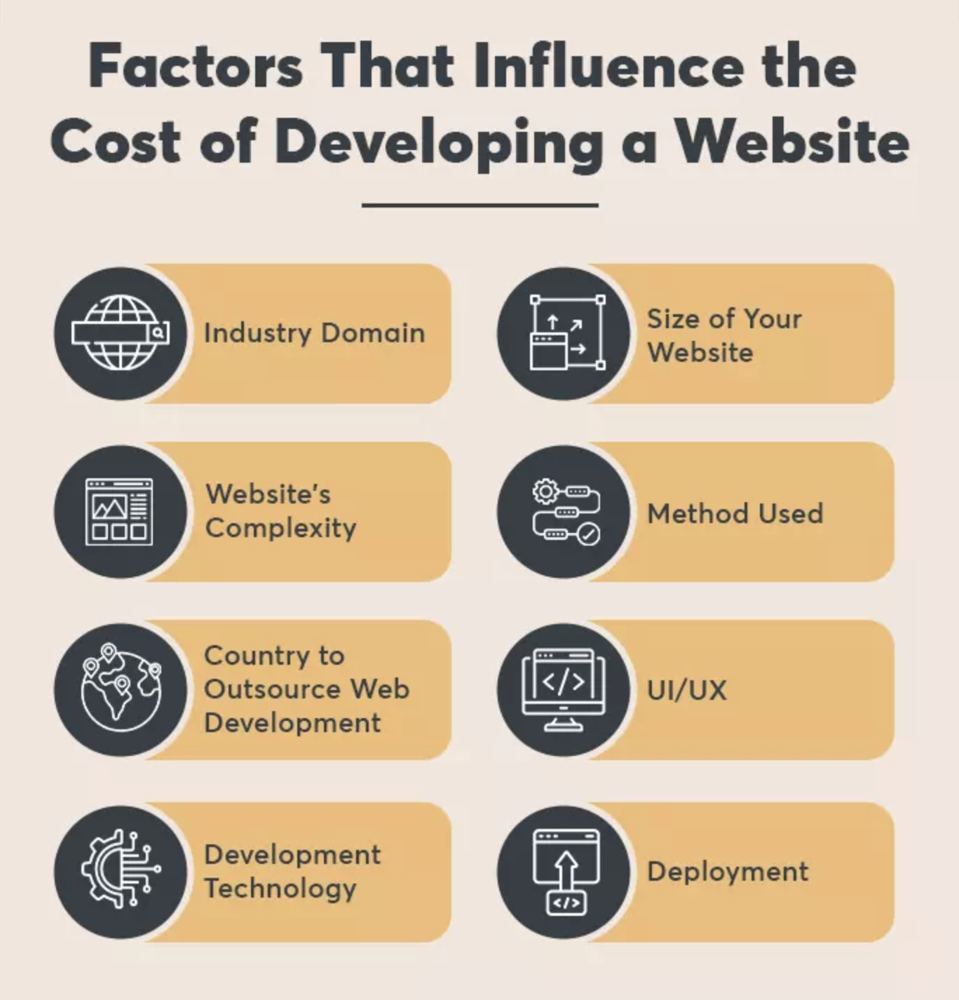 Factors That Influence the
Cost of Developing a Website
Industry Domain
Size of Your
Website
Website's
Complexity
Method Used
Country to
Outsource Web
Development
UI/UX
</>
Development
Technology
Deployment
</>